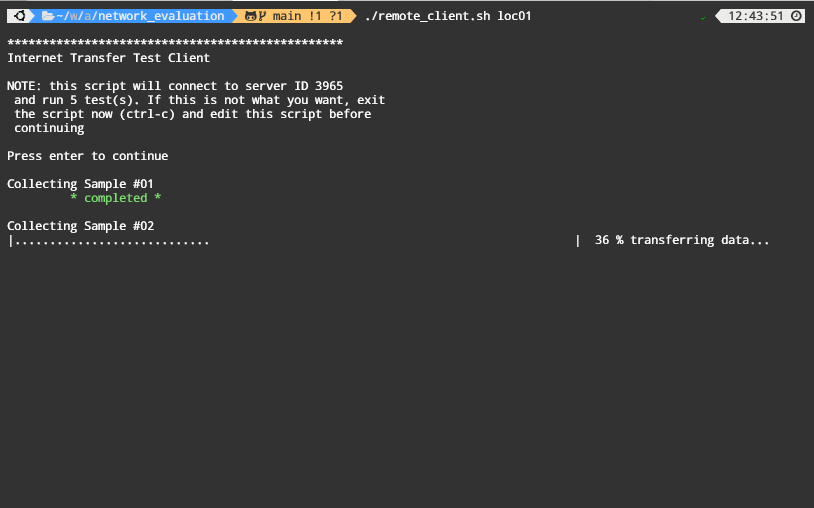 ~/w/a/network_evaluation main !1 ?1 ./remote_client.sh loc01 12:43:51
************************************************
Internet Transfer Test Client
NOTE: this script will connect to server ID 3965
and run 5 test(s). If this is not what you want, exit
the script now (ctrl-c) and edit this script before
continuing
Press enter to continue
Collecting Sample #01
* completed *
Collecting Sample #02
|............................ | 36 % transferring data...